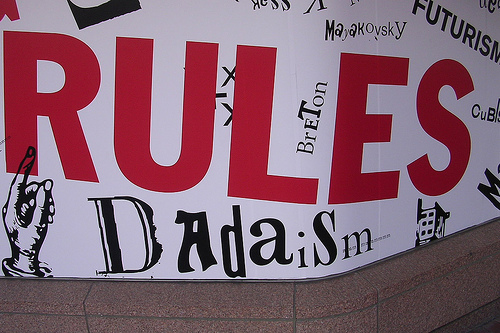 Mayakovsky
FUTURISM
RULES
BrETon
CuBIS
DadaiSm